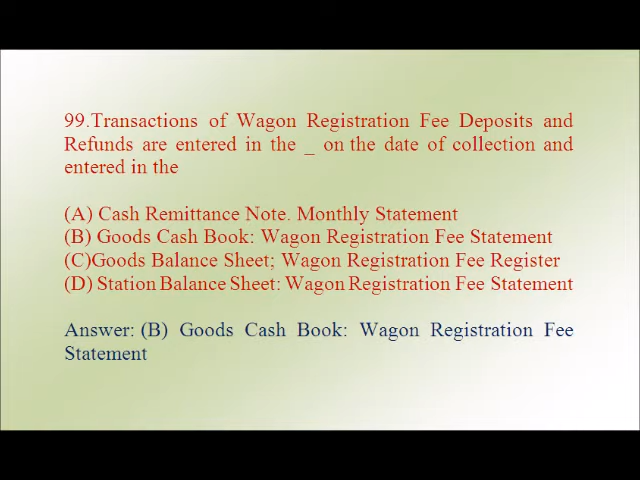 99.Transactions of Wagon Registration Fee Deposits and
Refunds are entered in the _ on the date of collection and
entered in the
(A) Cash Remittance Note. Monthly Statement
(B) Goods Cash Book: Wagon Registration Fee Statement
(C)Goods Balance Sheet; Wagon Registration Fee Register
(D) Station Balance Sheet: Wagon Registration Fee Statement
Answer: (B) Goods Cash Book: Wagon Registration Fee
Statement